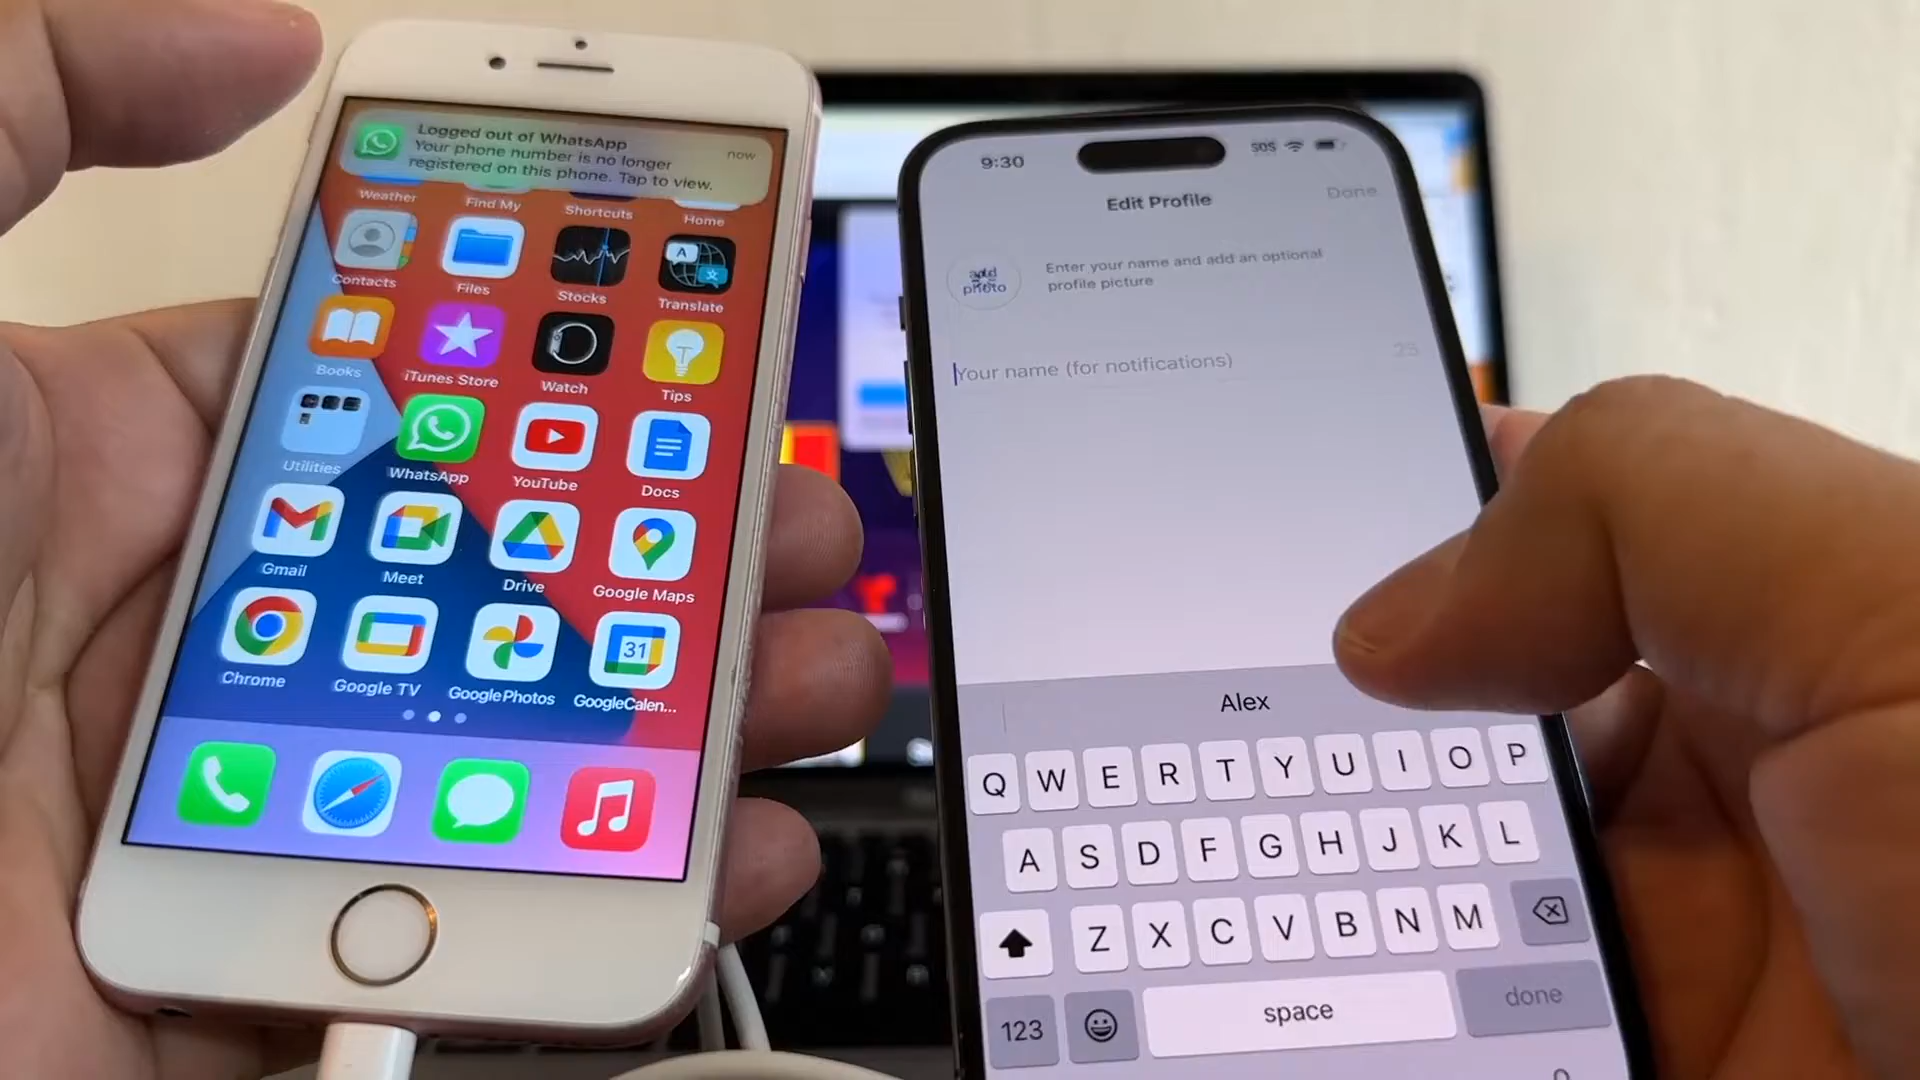 Logged out of WhatsApp
now
Your phone number is no longer
registered on this phone. Tap to view.
Weather
Find My
Shortcuts
Home
Contacts
Files
Stocks
Translate
Books
iTunes Store
Watch
Tips
Utilities
WhatsApp
YouTube
Docs
Gmail
Meet
Drive
Google Maps
Chrome
Google TV
Google Photos
31
GoogleCalen...
9:30
SOS
Edit Profile
Done
add
photo
Enter your name and add an optional
profile picture
Your name (for notifications)
25
Alex
Q W E R T Y U I O P
A S D F G H J K L
Z X C V B N M
123
space
done